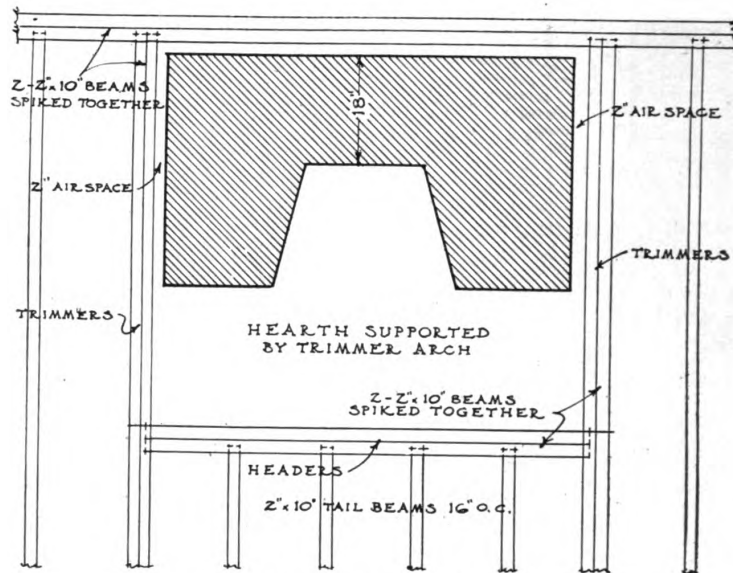 2-2"x10" BEAMS
SPIKED TOGETHER
18"
2" AIR SPACE
2" AIR SPACE
TRIMMERS
TRIMMERS
HEARTH SUPPORTED
BY TRIMMER ARCH
2-2"x10" BEAMS
SPIKED TOGETHER
HEADERS
2"x10" TAIL BEAMS 16" O.C.